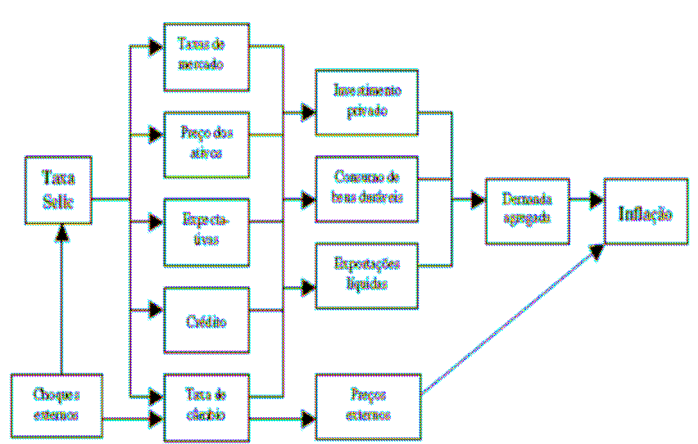 Taxas de
mercado
Investimento
privado
Preço dos
ativos
Taxa
Selic
Consumo de
bens duráveis
Demanda
agregada
Inflação
Expecta-
tivas
Exportações
líquidas
Crédito
Choques
externos
Taxa de
câmbio
Preços
externos